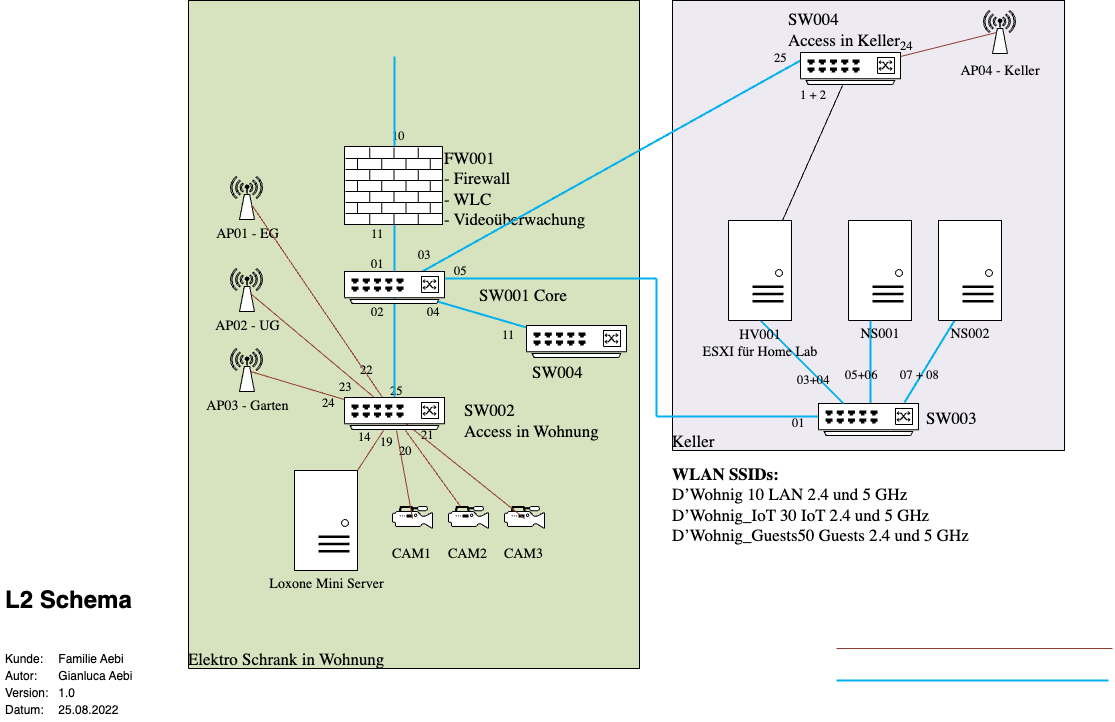 10
FW001
- Firewall
- WLC
- Videoüberwachung
11
AP01 - EG
01
03
05
SW001 Core
02
04
AP02 - UG
11
SW004
AP03 - Garten
22
23
25
24
SW002
Access in Wohnung
14
19
20
21
CAM1
CAM2
CAM3
Loxone Mini Server
Elektro Schrank in Wohnung
SW004
Access in Keller
24
25
AP04 - Keller
1 + 2
HV001
ESXI für Home Lab
NS001
NS002
03+04
05+06
07 + 08
01
SW003
Keller
WLAN SSIDs:
D’Wohnig 10 LAN 2.4 und 5 GHz
D’Wohnig_IoT 30 IoT 2.4 und 5 GHz
D’Wohnig_Guests50 Guests 2.4 und 5 GHz
L2 Schema
Kunde: Familie Aebi
Autor: Gianluca Aebi
Version: 1.0
Datum: 25.08.2022